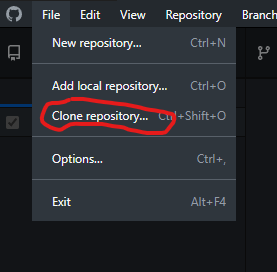 File Edit View Repository Branch
New repository... Ctrl+N
Add local repository... Ctrl+O
Clone repository... Ctrl+Shift+O
Options... Ctrl+,
Exit Alt+F4